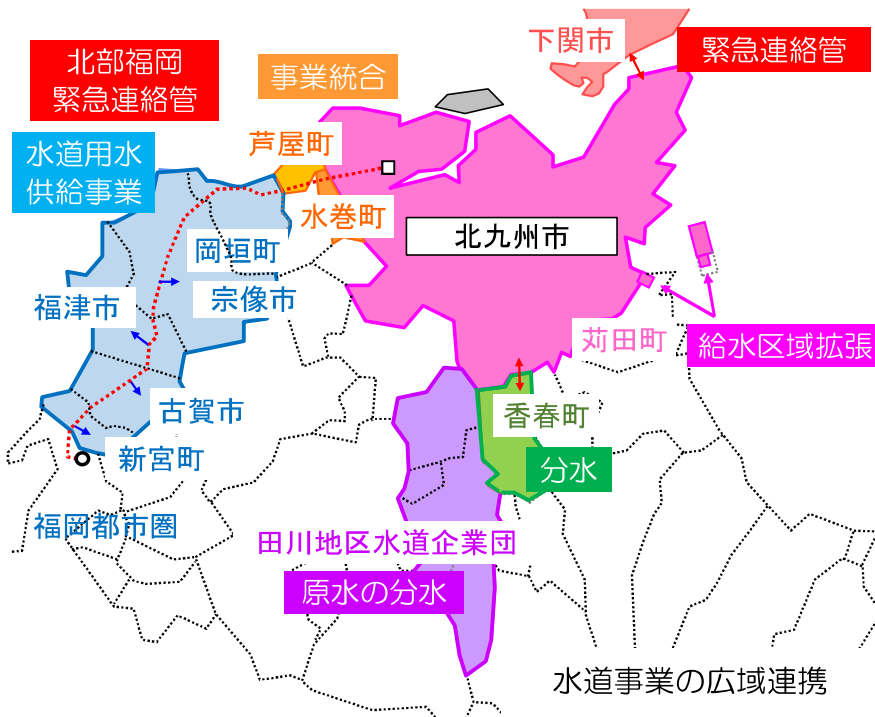 下関市
緊急連絡管
北部福岡
緊急連絡管
事業統合
芦屋町
水道用水
供給事業
水巻町
北九州市
岡垣町
宗像市
福津市
苅田町
給水区域拡張
古賀市
香春町
新宮町
分水
福岡都市圏
田川地区水道企業団
原水の分水
水道事業の広域連携